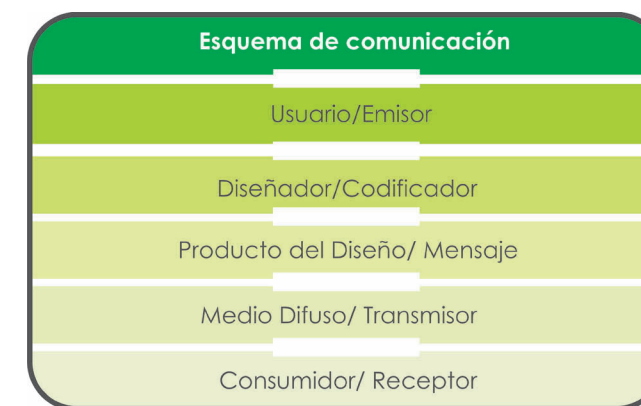 Esquema de comunicación
Usuario/Emisor
Diseñador/Codificador
Producto del Diseño/ Mensaje
Medio Difuso/ Transmisor
Consumidor/ Receptor